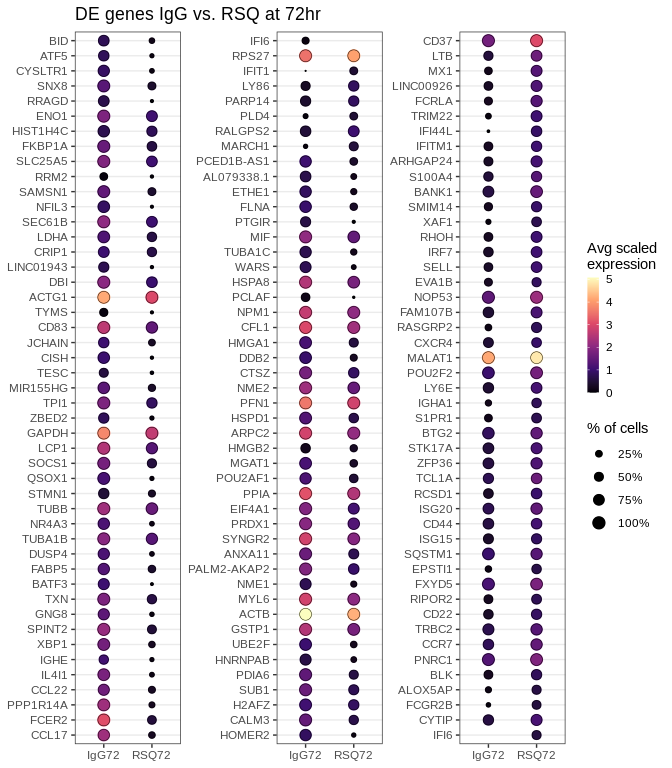 DE genes IgG vs. RSQ at 72hr
BID
ATF5
CYSLTR1
SNX8
RRAGD
ENO1
HIST1H4C
FKBP1A
SLC25A5
RRM2
SAMSN1
NFIL3
SEC61B
LDHA
CRIP1
LINC01943
DBI
ACTG1
TYMS
CD83
JCHAIN
CISH
TESC
MIR155HG
TPI1
ZBED2
GAPDH
LCP1
SOCS1
QSOX1
STMN1
TUBB
NR4A3
TUBA1B
DUSP4
FABP5
BATF3
TXN
GNG8
SPINT2
XBP1
IGHE
IL4I1
CCL22
PPP1R14A
FCER2
CCL17
IgG72 RSQ72
IFI6
RPS27
IFIT1
LY86
PARP14
PLD4
RALGPS2
MARCH1
PCED1B-AS1
AL079338.1
ETHE1
FLNA
PTGIR
MIF
TUBA1C
WARS
HSPA8
PCLAF
NPM1
CFL1
HMGA1
DDB2
CTSZ
NME2
PFN1
HSPD1
ARPC2
HMGB2
MGAT1
POU2AF1
PPIA
EIF4A1
PRDX1
SYNGR2
ANXA11
PALM2-AKAP2
NME1
MYL6
ACTB
GSTP1
UBE2F
HNRNPAB
PDIA6
SUB1
H2AFZ
CALM3
HOMER2
IgG72 RSQ72
CD37
LTB
MX1
LINC00926
FCRLA
TRIM22
IFI44L
IFITM1
ARHGAP24
S100A4
BANK1
SMIM14
XAF1
RHOH
IRF7
SELL
EVA1B
NOP53
FAM107B
RASGRP2
CXCR4
MALAT1
POU2F2
LY6E
IGHA1
S1PR1
BTG2
STK17A
ZFP36
TCL1A
RCSD1
ISG20
CD44
ISG15
SQSTM1
EPSTI1
FXYD5
RIPOR2
CD22
TRBC2
CCR7
PNRC1
BLK
ALOX5AP
FCGR2B
CYTIP
IFI6
IgG72 RSQ72
Avg scaled
expression
5
4
3
2
1
0
% of cells
25%
50%
75%
100%